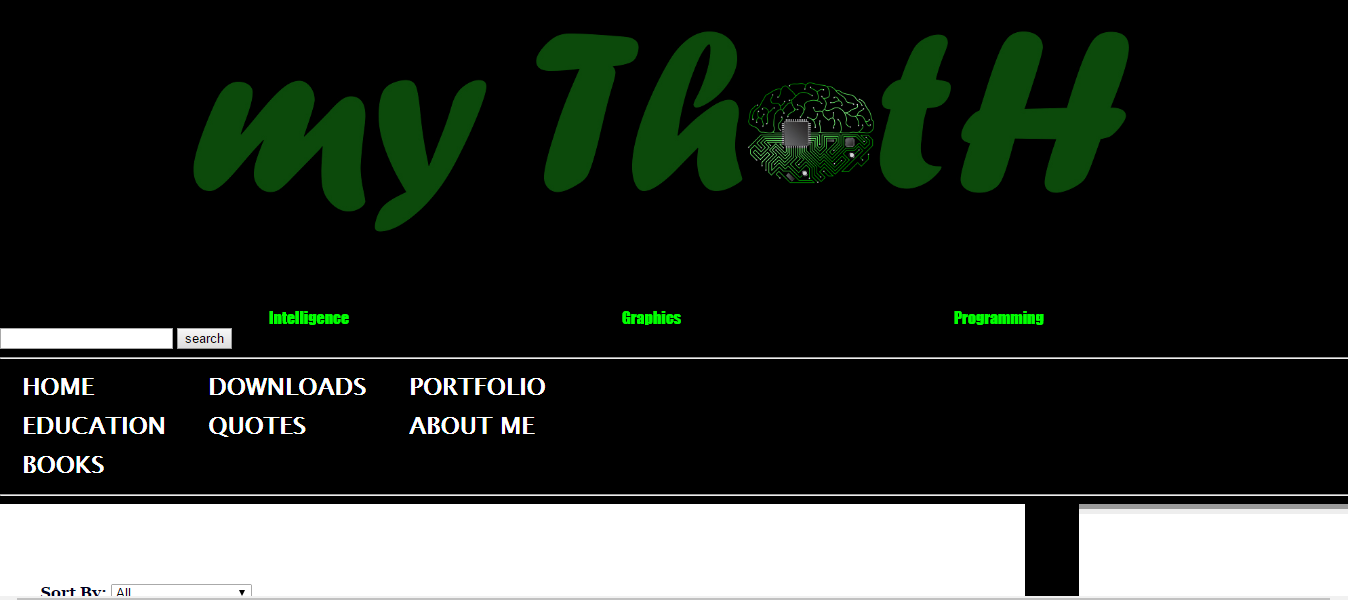 my ThotH
Intelligence Graphics Programming
search
HOME DOWNLOADS PORTFOLIO
EDUCATION QUOTES ABOUT ME
BOOKS
Sort By: All